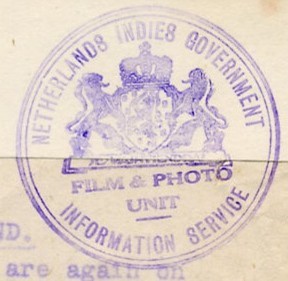 NETHERLANDS INDIES GOVERNMENT
FILM & PHOTO
UNIT
INFORMATION SERVICE
ND.
are again on